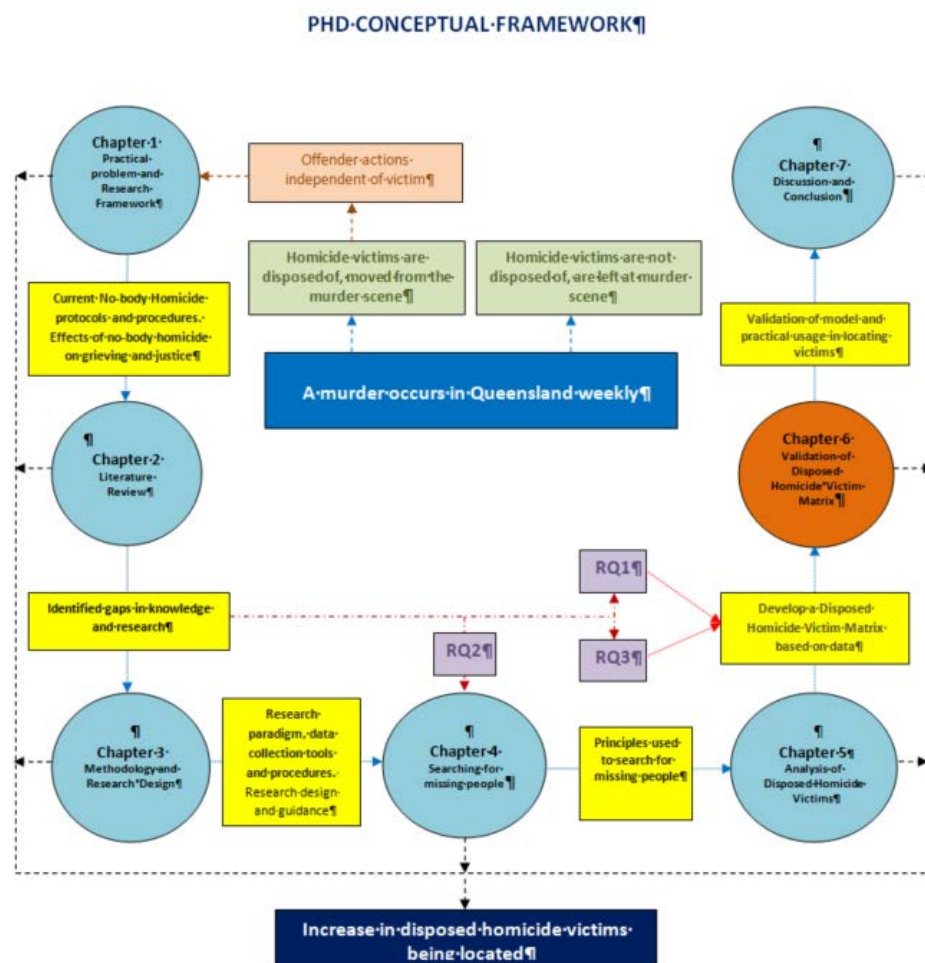 PHD·CONCEPTUAL·FRAMEWORK¶
Chapter·1·
Practical·
problem·and·
Research·
Framework¶
Offender·actions·
independent·of·victim¶
¶
Chapter·7·
Discussion·and·
Conclusion¶
Homicide·victims·are·
disposed·of,·moved·from·the·
murder·scene¶
Homicide·victims·are·not·
disposed·of,·are·left·at·murder·
scene¶
Current·No-body·Homicide·
protocols·and·procedures.·
Effects·of·no-body·homicide·
on·grieving·and·justice¶
Validation·of·model·and·
practical·usage·in·locating·
victims¶
A·murder·occurs·in·Queensland·weekly¶
¶
Chapter·2·
Literature·
Review¶
Chapter·6·
Validation·of·
Disposed·
Homicide°Victim·
Matrix¶
RQ1¶
Identified·gaps·in·knowledge·
and·research¶
RQ2¶
RQ3¶
Develop·a·Disposed·
Homicide·Victim·Matrix·
based·on·data¶
¶
Chapter·3·
Methodology·and·
Research°Design¶
Research·
paradigm,·data·
collection·tools·
and·procedures.·
Research·design·
and·guidance¶
¶
Chapter·4·
Searching·for·
missing·people¶
Principles·used·
to·search·for·
missing·people¶
¶
Chapter·5¶
Analysis·of·
Disposed·Homicide·
Victims¶
Increase·in·disposed·homicide·victims·
being·located¶